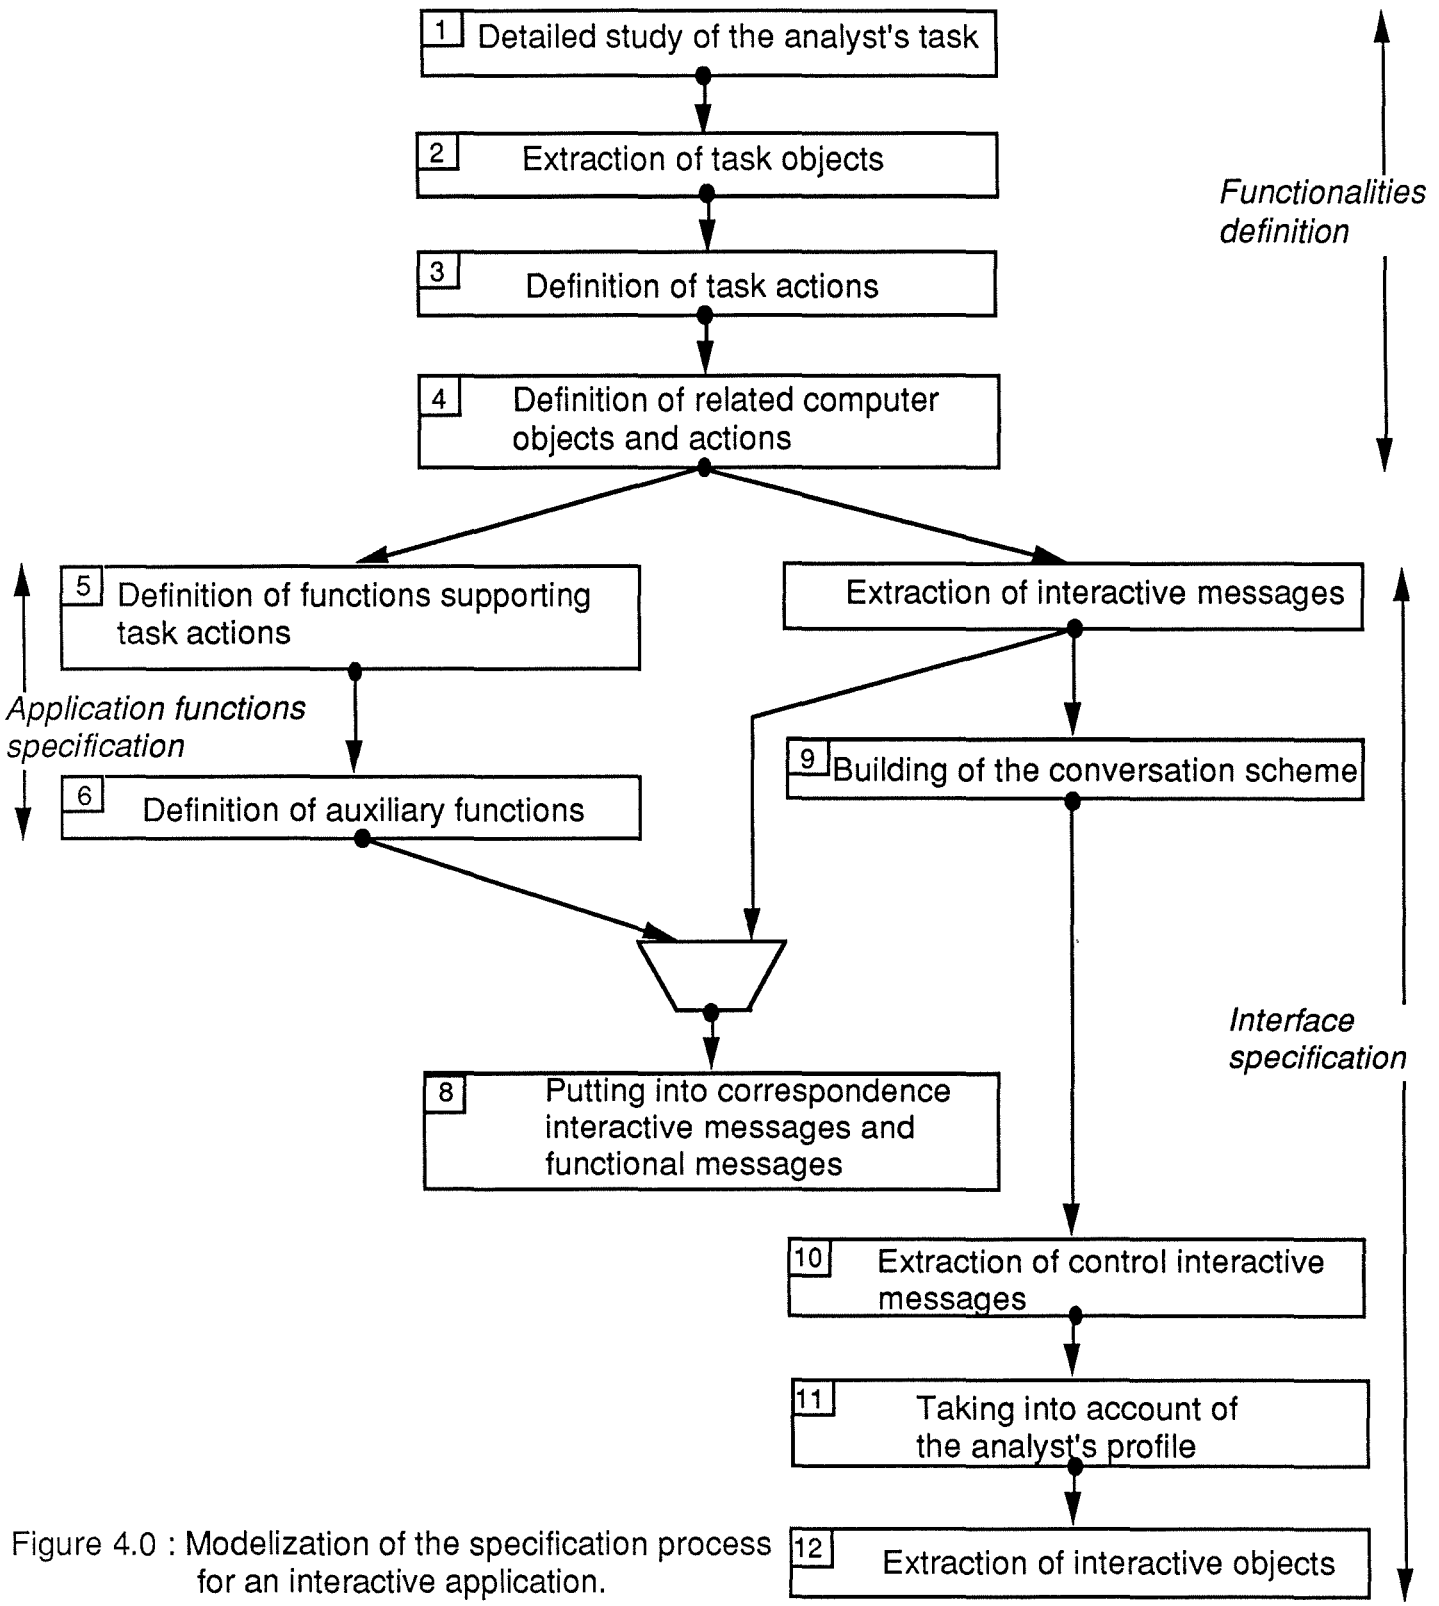 1
Detailed study of the analyst's task
2
Extraction of task objects
Functionalities
definition
3
Definition of task actions
4
Definition of related computer
objects and actions
5
Definition of functions supporting
task actions
Extraction of interactive messages
Application functions
specification
9
Building of the conversation scheme
6
Definition of auxiliary functions
Interface
specification
8
Putting into correspondence
interactive messages and
functional messages
10
Extraction of control interactive
messages
11
Taking into account of
the analyst's profile
12
Extraction of interactive objects
Figure 4.0 : Modelization of the specification process
for an interactive application.